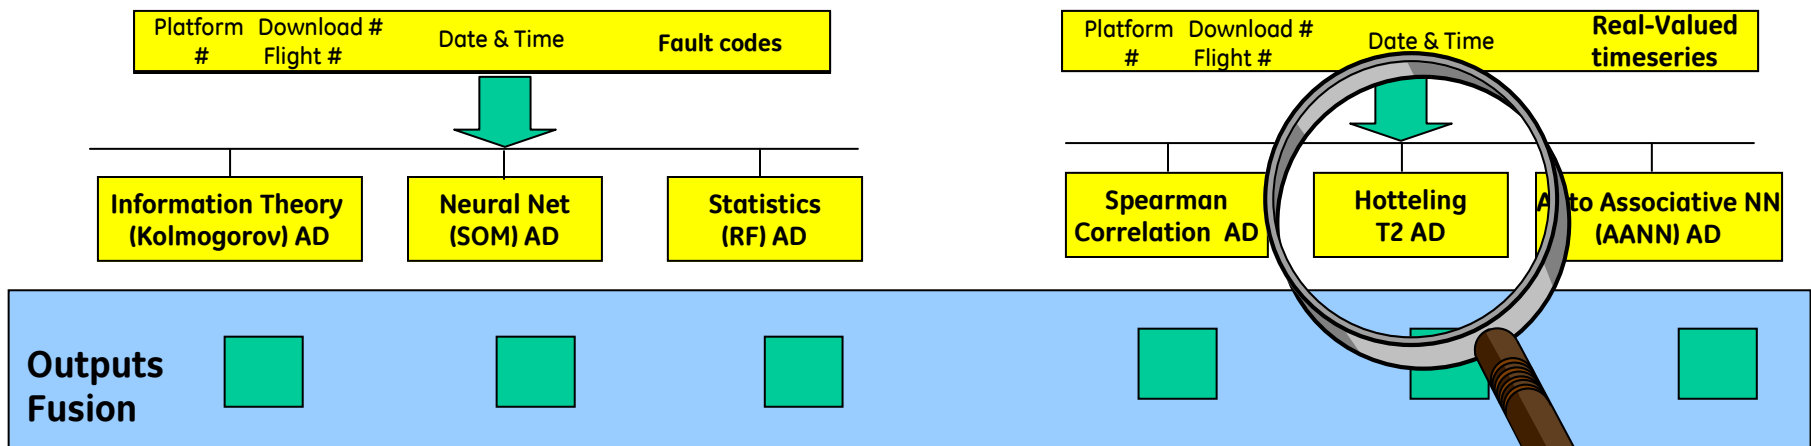 Platform #
Download # Flight #
Date & Time
Fault codes
Platform #
Download # Flight #
Date & Time
Real-Valued
timeseries
Information Theory
(Kolmogorov) AD
Neural Net
(SOM) AD
Statistics
(RF) AD
Spearman
Correlation AD
Hotteling
T2 AD
Auto Associative NN
(AANN) AD
Outputs
Fusion